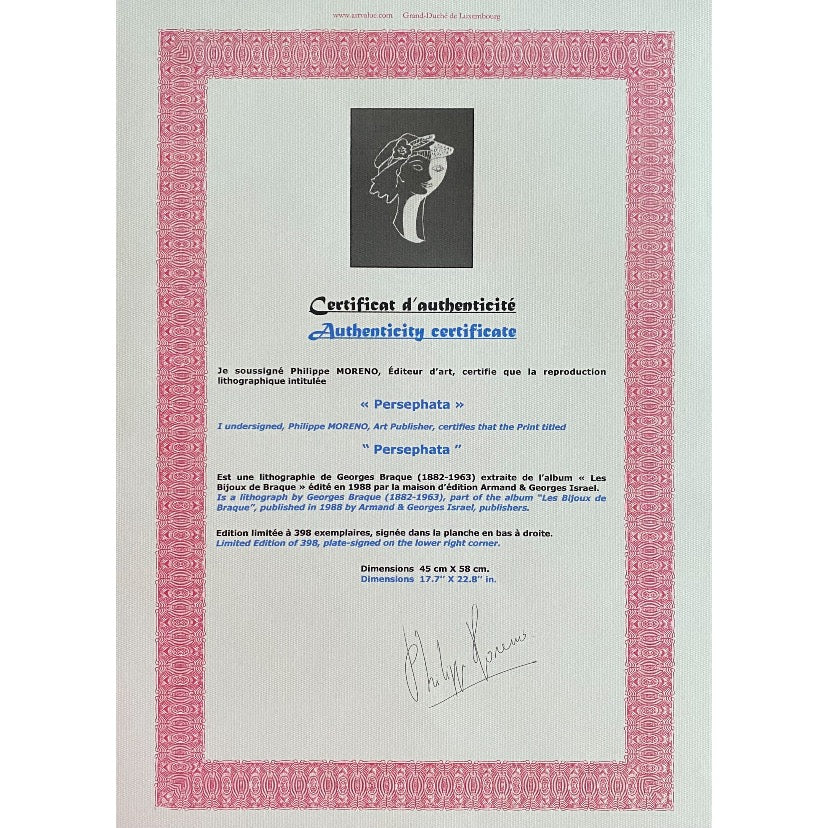 www.artvalue.com Grand-Duché de Luxembourg
Certificat d'authenticité
Authenticity certificate
Je soussigné Philippe MORENO, Éditeur d'art, certifie que la reproduction
lithographique intitulée
« Persephata »
I undersigned, Philippe MORENO, Art Publisher, certifies that the Print titled
“ Persephata ”
Est une lithographie de Georges Braque (1882-1963) extraite de l'album « Les
Bijoux de Braque » édité en 1988 par la maison d'édition Armand & Georges Israel.
Is a lithograph by Georges Braque (1882-1963), part of the album “Les Bijoux de
Braque”, published in 1988 by Armand & Georges Israel, publishers.
Edition limitée à 398 exemplaires, signée dans la planche en bas à droite.
Limited Edition of 398, plate-signed on the lower right corner.
Dimensions 45 cm X 58 cm.
Dimensions 17.7" X 22.8" in.
Philippe Moreno